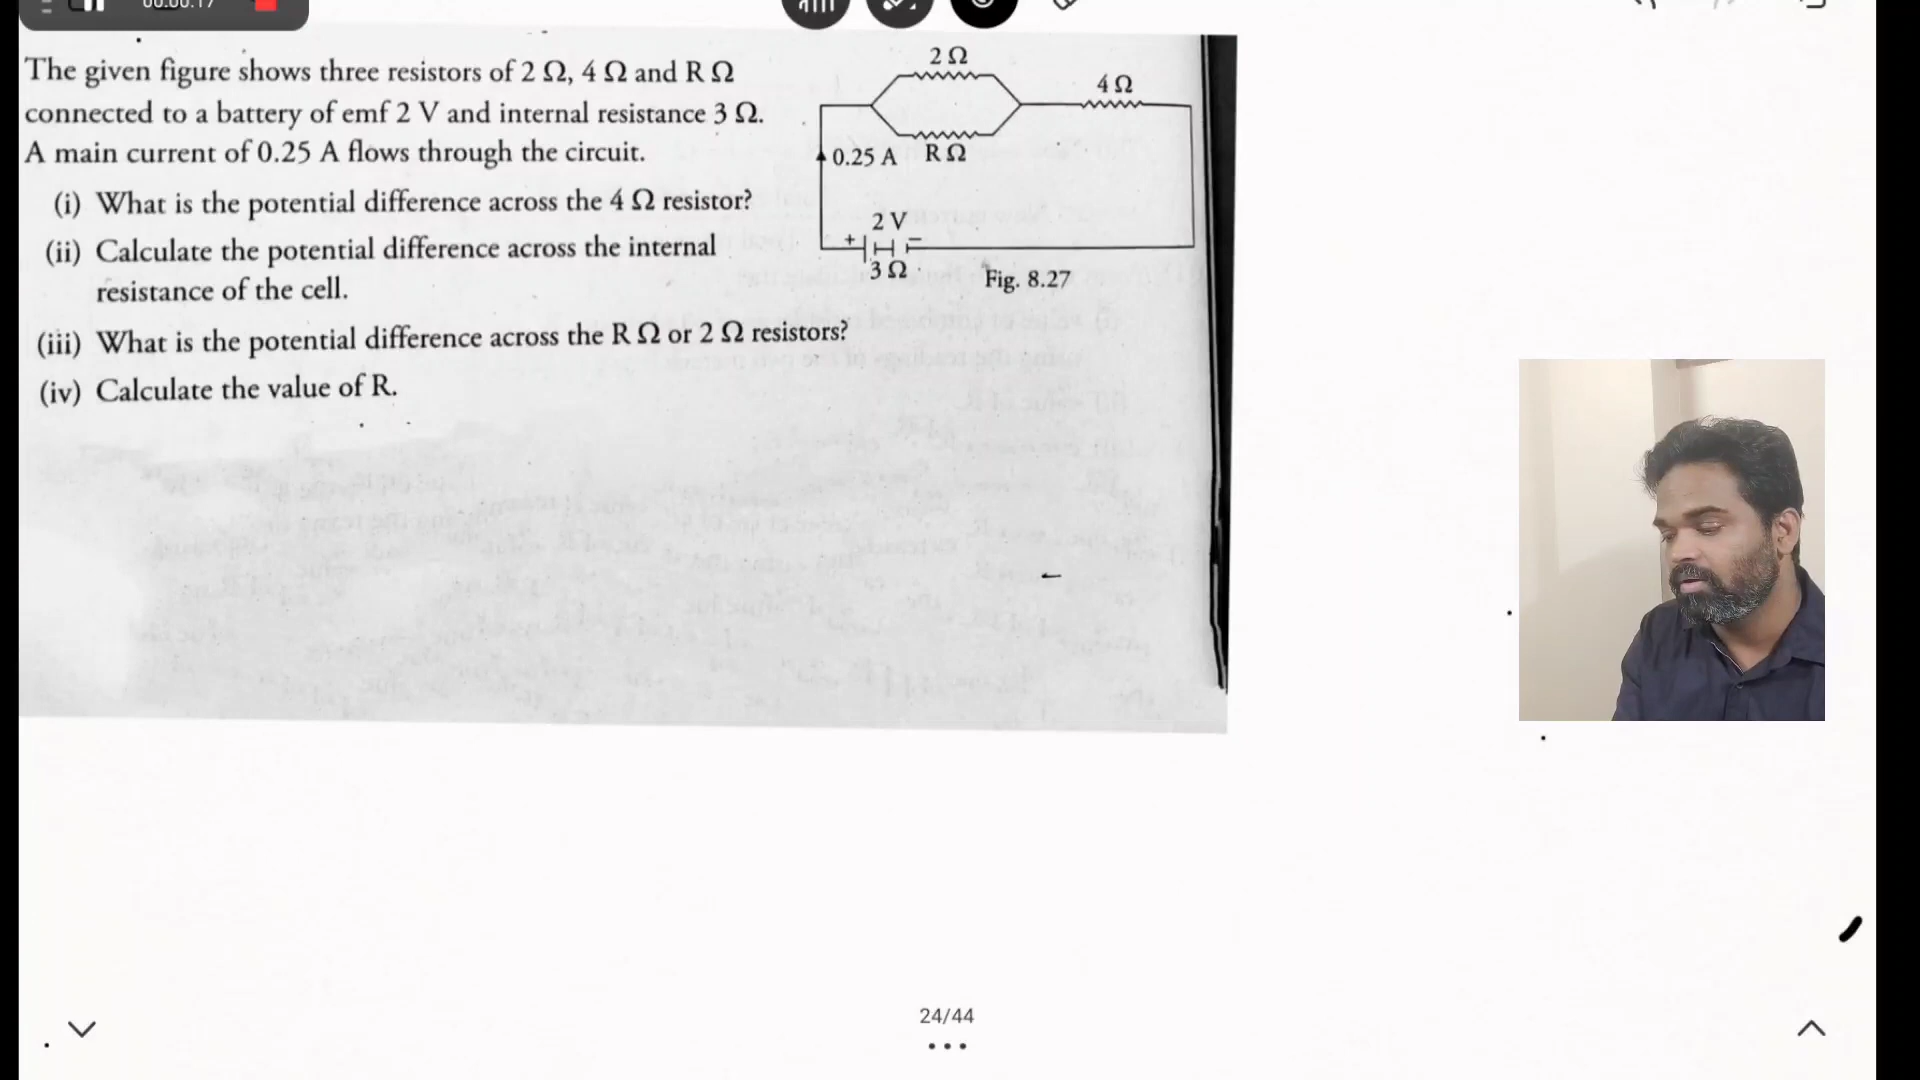 The given figure shows three resistors of 2 Ω, 4 Ω and R Ω
connected to a battery of emf 2 V and internal resistance 3 Ω.
A main current of 0.25 A flows through the circuit.
(i) What is the potential difference across the 4 Ω resistor?
(ii) Calculate the potential difference across the internal
resistance of the cell.
(iii) What is the potential difference across the R Ω or 2 Ω resistors?
(iv) Calculate the value of R.
2 Ω
4 Ω
R Ω
0.25 A
2 V
+ −
3 Ω
Fig. 8.27
24/44